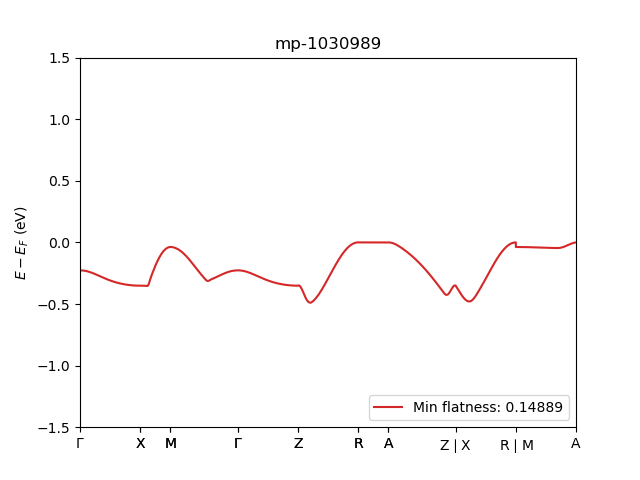 mp-1030989
1.5
1.0
0.5
0.0
−0.5
−1.0
−1.5
E − E_F (eV)
Min flatness: 0.14889
Γ X M Γ Z R A Z | X R | M A